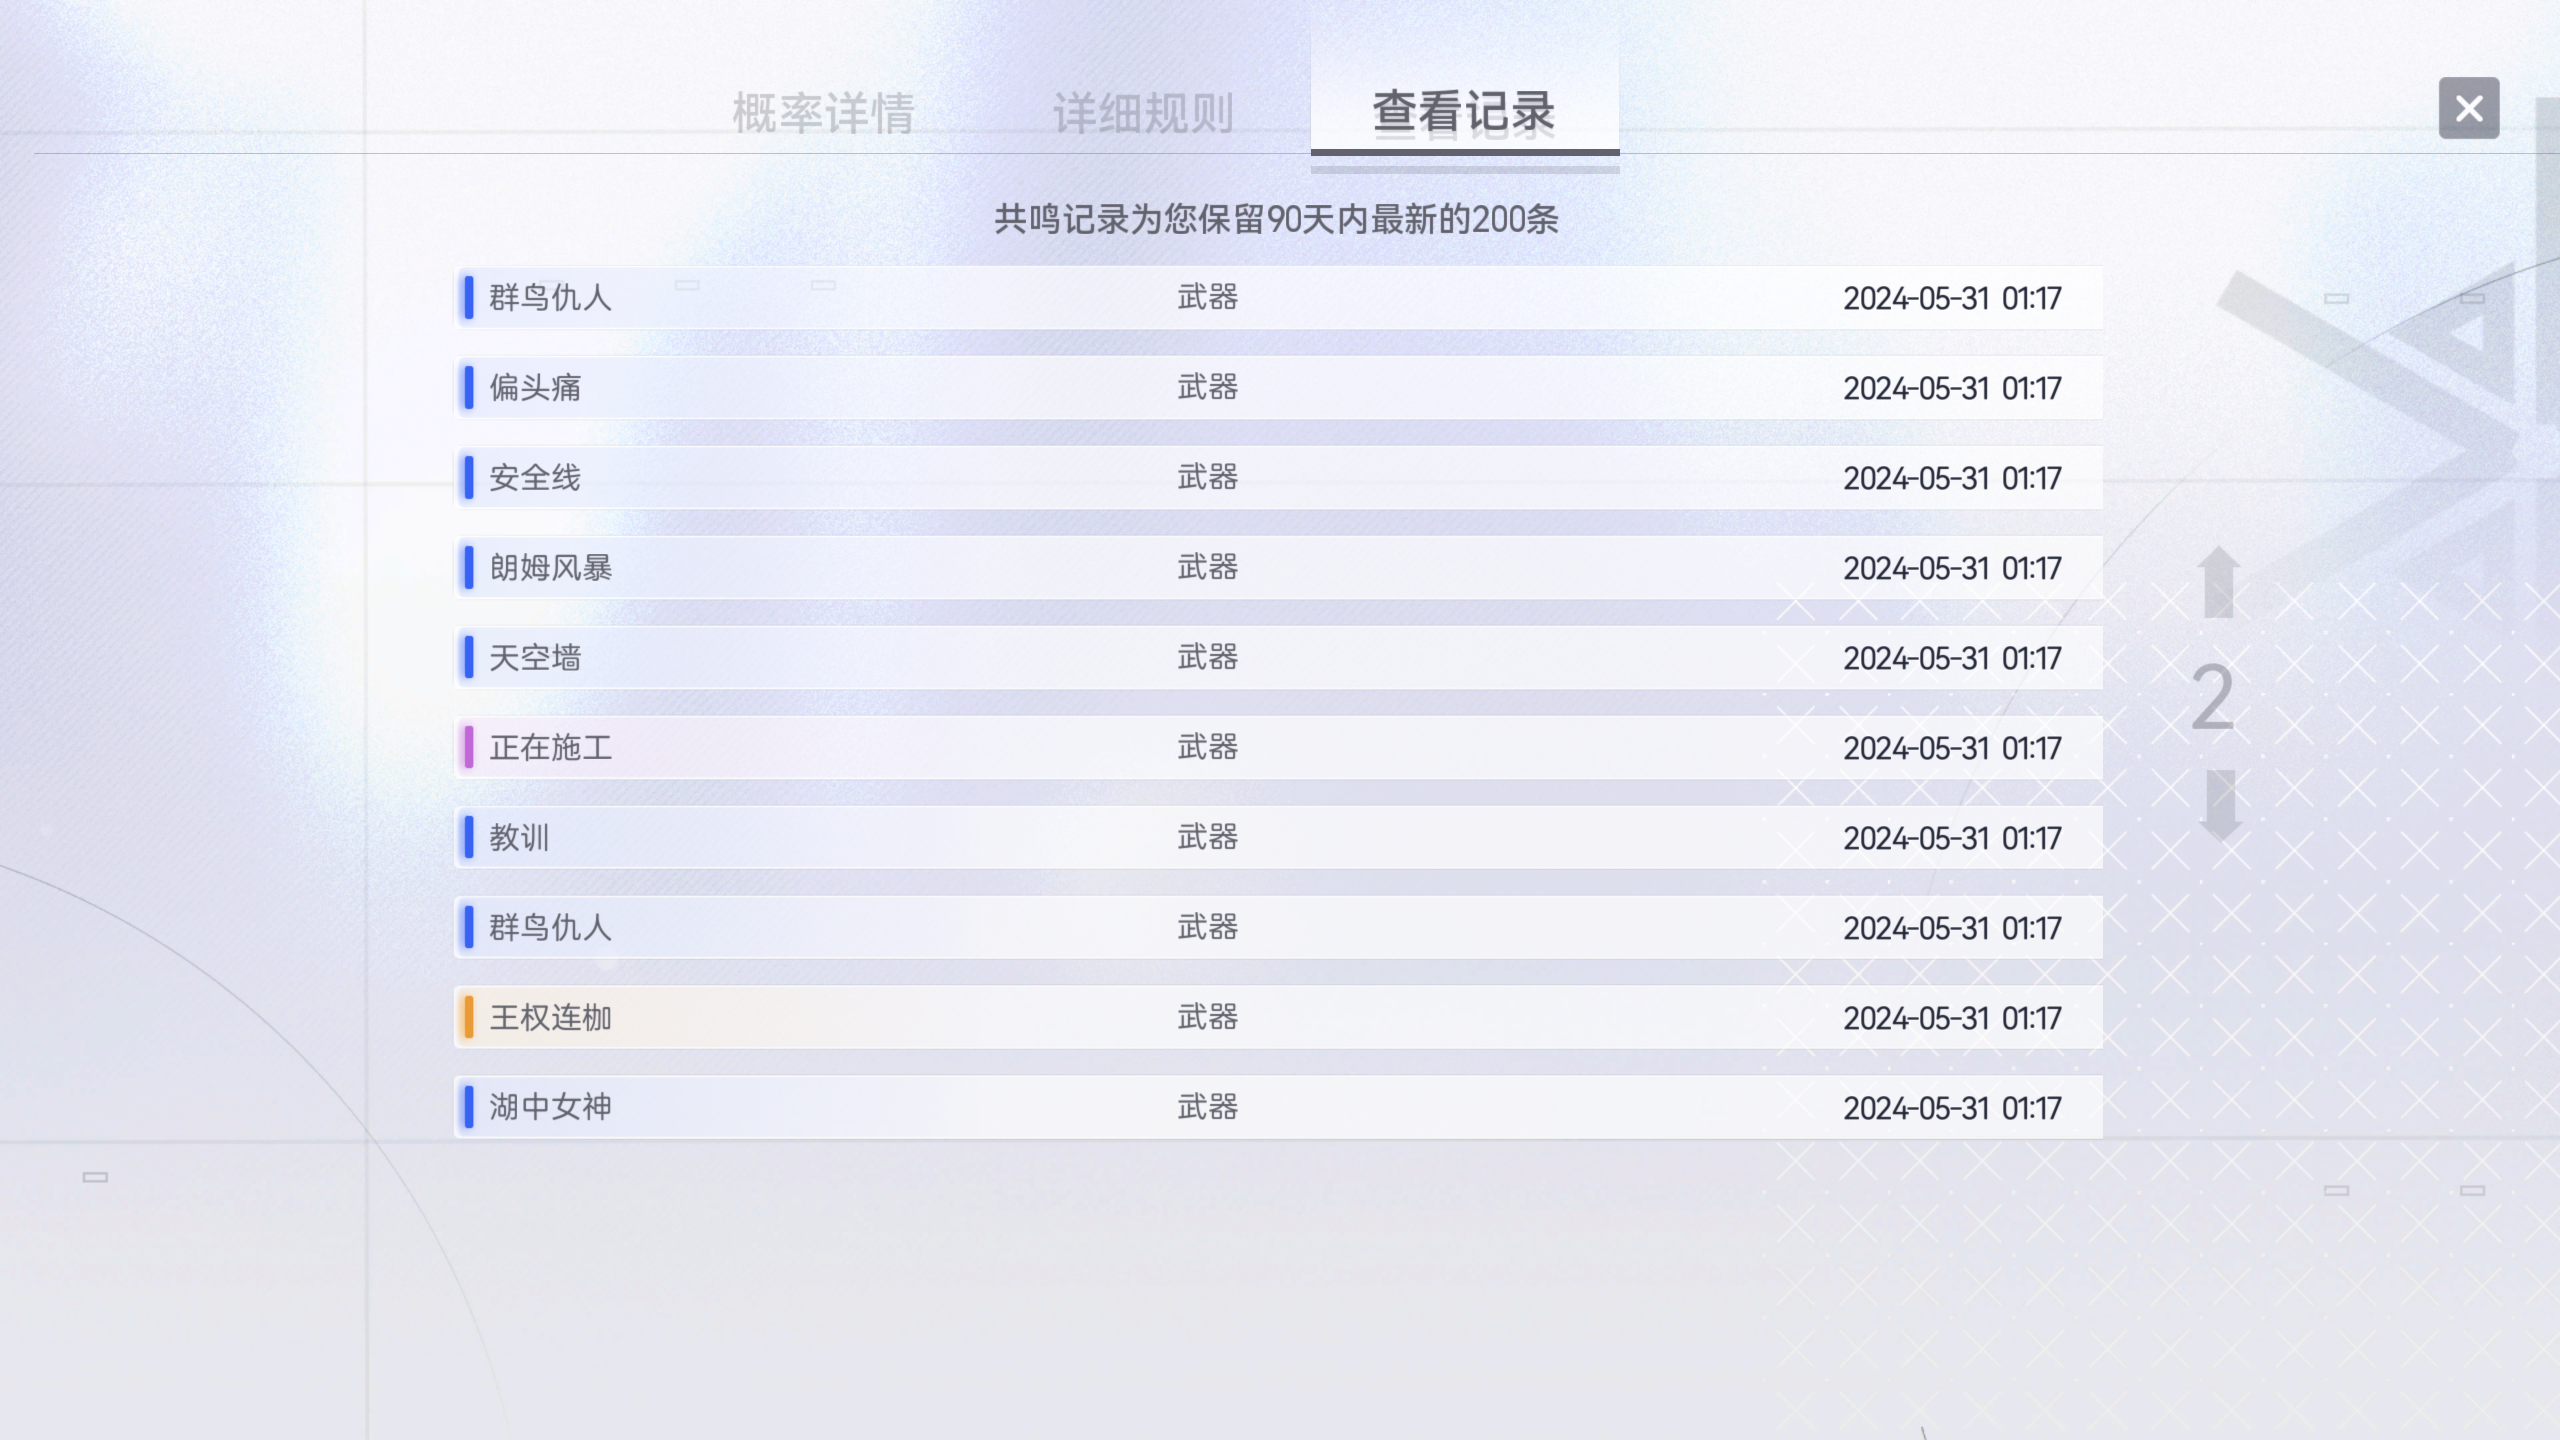 概率详情 详细规则 查看记录
共鸣记录为您保留90天内最新的200条
群鸟仇人 武器 2024-05-31 01:17
偏头痛 武器 2024-05-31 01:17
安全线 武器 2024-05-31 01:17
朗姆风暴 武器 2024-05-31 01:17
天空墙 武器 2024-05-31 01:17
正在施工 武器 2024-05-31 01:17
教训 武器 2024-05-31 01:17
群鸟仇人 武器 2024-05-31 01:17
王权连枷 武器 2024-05-31 01:17
湖中女神 武器 2024-05-31 01:17
2